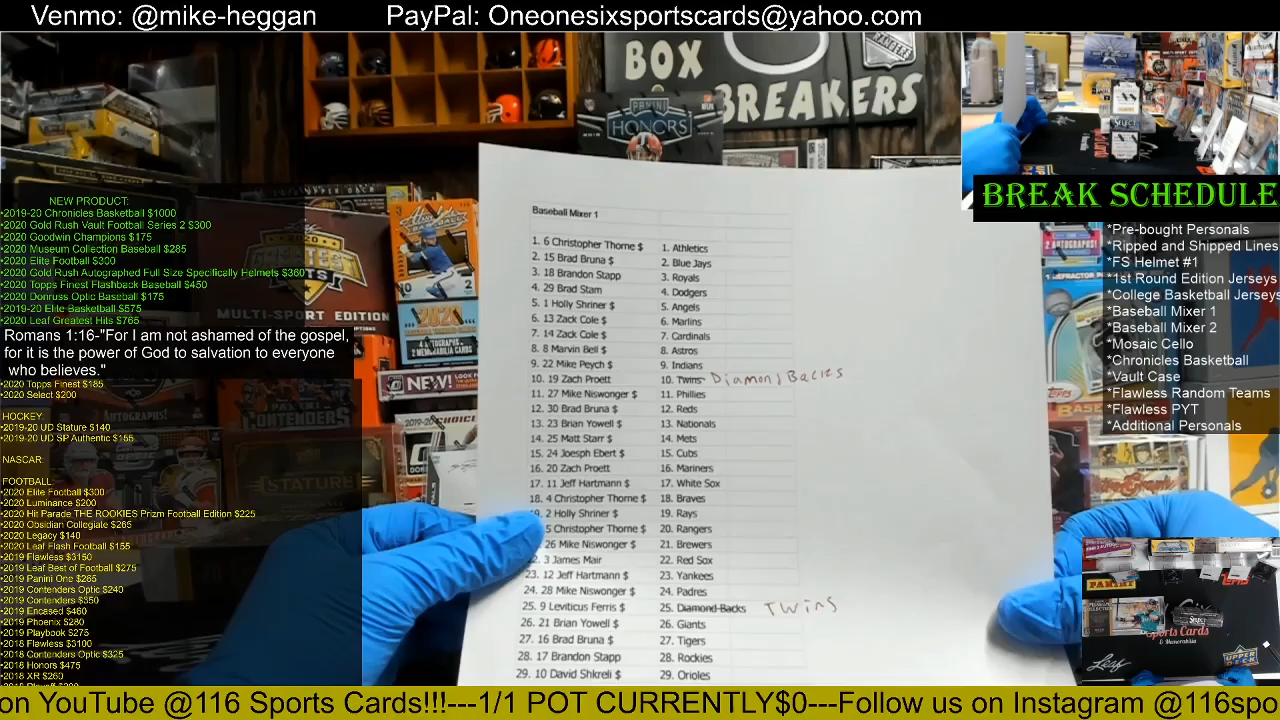 Venmo: @mike-heggan PayPal: Oneonesixsportscards@yahoo.com
BOX
BREAKERS
RANGERS
PANINI
HONORS
BREAK SCHEDULE
*Pre-bought Personals
*Ripped and Shipped Lines
*FS Helmet #1
*1st Round Edition Jerseys
*College Basketball Jerseys
*Baseball Mixer 1
*Baseball Mixer 2
*Mosaic Cello
*Chronicles Basketball
*Vault Case
*Flawless Random Teams
*Flawless PYT
*Additional Personals
NEW PRODUCT:
*2019-20 Chronicles Basketball $1000
*2020 Gold Rush Vault Football Series 2 $300
*2020 Goodwin Champions $175
*2020 Museum Collection Baseball $285
*2020 Elite Football $300
*2020 Gold Rush Autographed Full Size Specifically Helmets $360
*2020 Topps Finest Flashback Baseball $450
*2020 Donruss Optic Baseball $175
*2019-20 Elite Basketball $575
*2020 Leaf Greatest Hits $765
Romans 1:16-"For I am not ashamed of the gospel,
for it is the power of God to salvation to everyone
who believes."
*2020 Topps Finest $185
*2020 Select $200
HOCKEY:
*2019-20 UD Stature $140
*2019-20 UD SP Authentic $155
NASCAR:
FOOTBALL:
*2020 Elite Football $300
*2020 Luminance $200
*2020 Hit Parade THE ROOKIES Prizm Football Edition $225
*2020 Obsidian Collegiate $265
*2020 Legacy $140
*2020 Leaf Flash Football $155
*2019 Flawless $3150
*2019 Leaf Best of Football $275
*2019 Panini One $265
*2019 Contenders Optic $240
*2019 Contenders $350
*2019 Encased $460
*2019 Phoenix $280
*2019 Playbook $275
*2018 Flawless $3100
*2018 Contenders Optic $325
*2018 Honors $475
*2018 XR $260
MULTI-SPORT EDITION
Baseball Mixer 1
1. 6 Christopher Thorne $ 1. Athletics
2. 15 Brad Bruna $ 2. Blue Jays
3. 18 Brandon Stapp 3. Royals
4. 29 Brad Stam 4. Dodgers
5. 1 Holly Shriner $ 5. Angels
6. 13 Zack Cole $ 6. Marlins
7. 14 Zack Cole $ 7. Cardinals
8. 8 Marvin Bell $ 8. Astros
9. 22 Mike Peych $ 9. Indians
10. 19 Zach Proett 10. Twins Diamond Backs
11. 27 Mike Niswonger $ 11. Phillies
12. 30 Brad Bruna $ 12. Reds
13. 23 Brian Yowell $ 13. Nationals
14. 25 Matt Starr $ 14. Mets
15. 24 Joesph Ebert $ 15. Cubs
16. 20 Zach Proett 16. Mariners
17. 11 Jeff Hartmann $ 17. White Sox
18. 4 Christopher Thorne $ 18. Braves
19. 2 Holly Shriner $ 19. Rays
5 Christopher Thorne $ 20. Rangers
26 Mike Niswonger $ 21. Brewers
3 James Mair 22. Red Sox
23. 12 Jeff Hartmann $ 23. Yankees
24. 28 Mike Niswonger $ 24. Padres
25. 9 Leviticus Ferris $ 25. Diamond Backs Twins
26. 21 Brian Yowell $ 26. Giants
27. 16 Brad Bruna $ 27. Tigers
28. 17 Brandon Stapp 28. Rockies
29. 10 David Shkreli $ 29. Orioles
PANINI
Sports Cards
& Memorabilia
Leaf
UPPER DECK
on YouTube @116 Sports Cards!!!---1/1 POT CURRENTLY$0---Follow us on Instagram @116spo